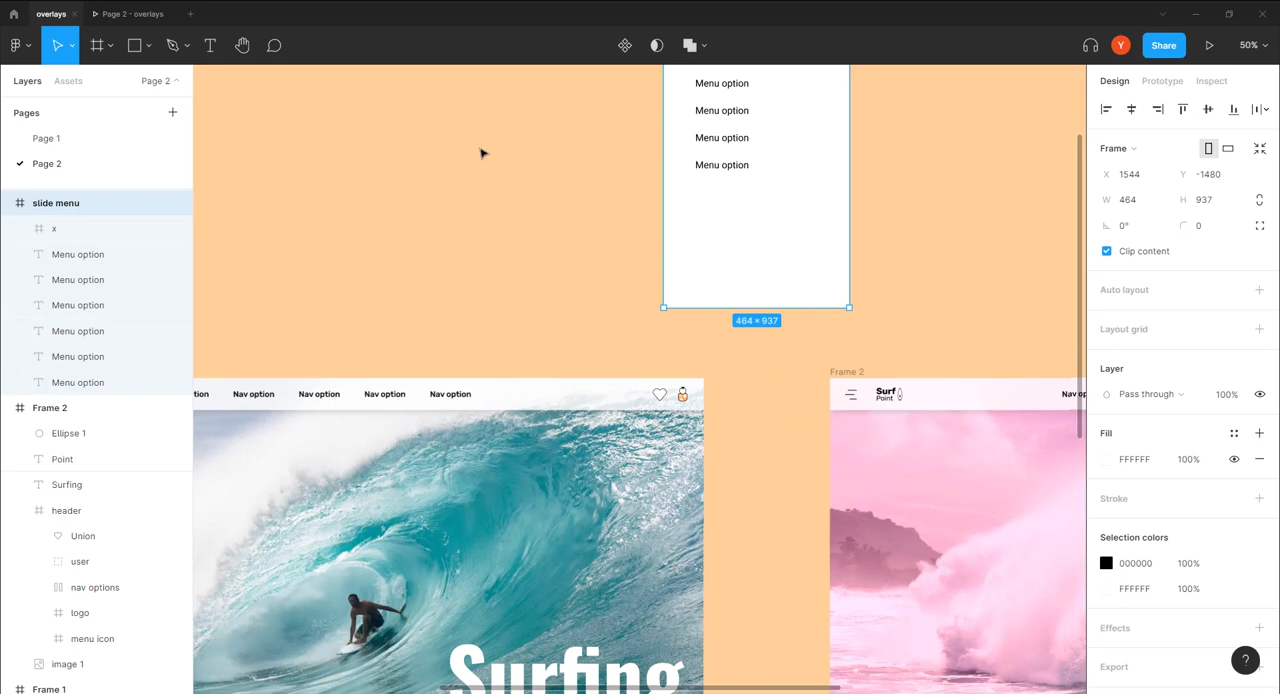 overlays
Page 2 - overlays
Y
Share
50%
Layers
Assets
Page 2
Pages
Page 1
Page 2
slide menu
x
Menu option
Menu option
Menu option
Menu option
Menu option
Menu option
Frame 2
Ellipse 1
Point
Surfing
header
Union
user
nav options
logo
menu icon
image 1
Frame 1
Menu option
Menu option
Menu option
Menu option
464 × 937
tion
Nav option
Nav option
Nav option
Nav option
Surfing
Frame 2
Surf
Point
Nav op
Design
Prototype
Inspect
Frame
X 1544 Y -1480
W 464 H 937
0° 0
Clip content
Auto layout
Layout grid
Layer
Pass through 100%
Fill
FFFFFF 100%
Stroke
Selection colors
000000 100%
FFFFFF 100%
Effects
Export
?